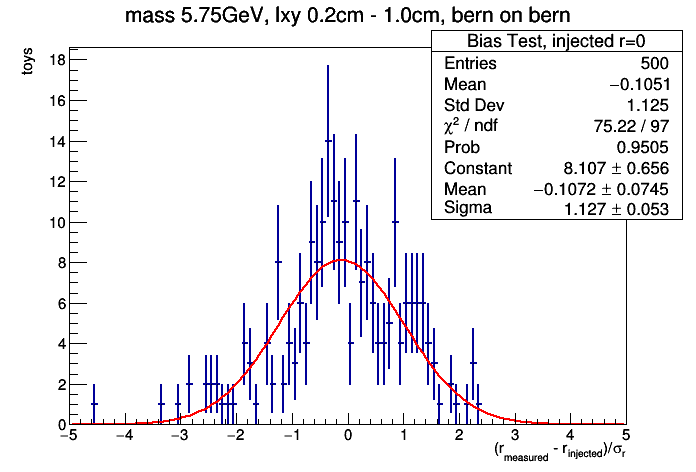 mass 5.75GeV, lxy 0.2cm - 1.0cm, bern on bern
Bias Test, injected r=0
Entries 500
Mean −0.1051
Std Dev 1.125
χ² / ndf 75.22 / 97
Prob 0.9505
Constant 8.107 ± 0.656
Mean −0.1072 ± 0.0745
Sigma 1.127 ± 0.053
toys
18
16
14
12
10
8
6
4
2
0
−5 −4 −3 −2 −1 0 1 2 3 4 5
(r_measured - r_injected)/σ_r